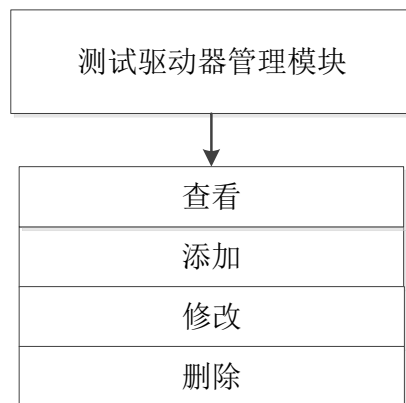 测试驱动器管理模块
查看
添加
修改
删除